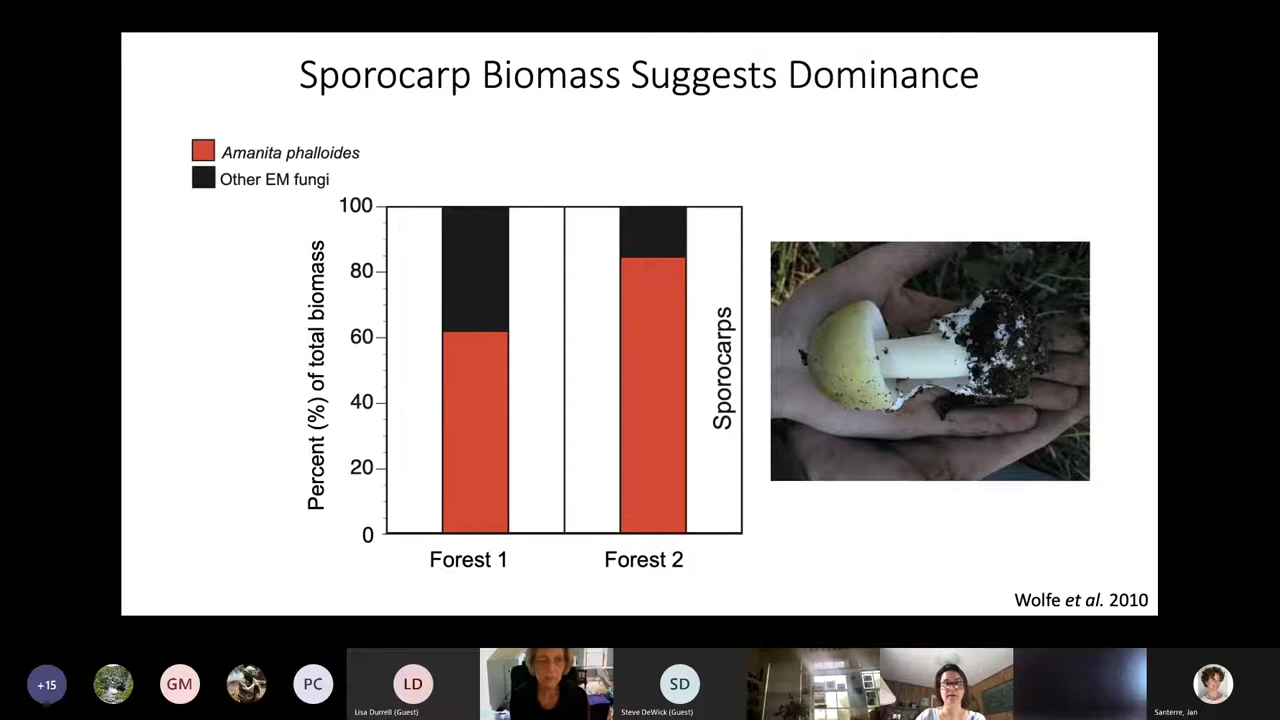 Sporocarp Biomass Suggests Dominance
Amanita phalloides
Other EM fungi
Percent (%) of total biomass
100
80
60
40
20
0
Sporocarps
Forest 1
Forest 2
Wolfe et al. 2010
+15
GM
PC
LD
Lisa Durrell (Guest)
SD
Steve DeWick (Guest)
Santerre, Jan